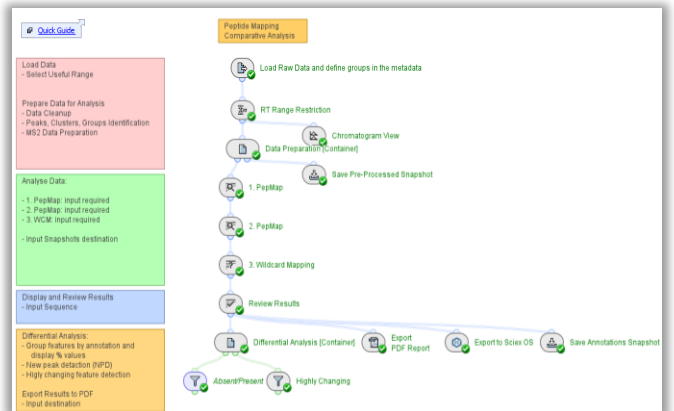 Quick Guide
Peptide Mapping
Comparative Analysis
Load Data
- Select Useful Range
Prepare Data for Analysis
- Data Cleanup
- Peaks, Clusters, Groups Identification
- MS2 Data Preparation
Analyse Data:
- 1. PepMap: input required
- 2. PepMap: input required
- 3. WCM: input required
- Input Snapshots destination
Display and Review Results
- Input Sequence
Differential Analysis:
- Group features by annotation and
display % values
- New peak detaction (NPD)
- Higly changing feature detection
Export Results to PDF
- Input destination
Load Raw Data and define groups in the metadata
RT Range Restriction
Chromatogram View
Data Preparation [Container]
Save Pre-Processed Snapshot
1. PepMap
2. PepMap
3. Wildcard Mapping
Review Results
Differential Analysis [Container]
Export
PDF Report
Export to Sciex OS
Save Annotations Snapshot
Absent/Present
Highly Changing